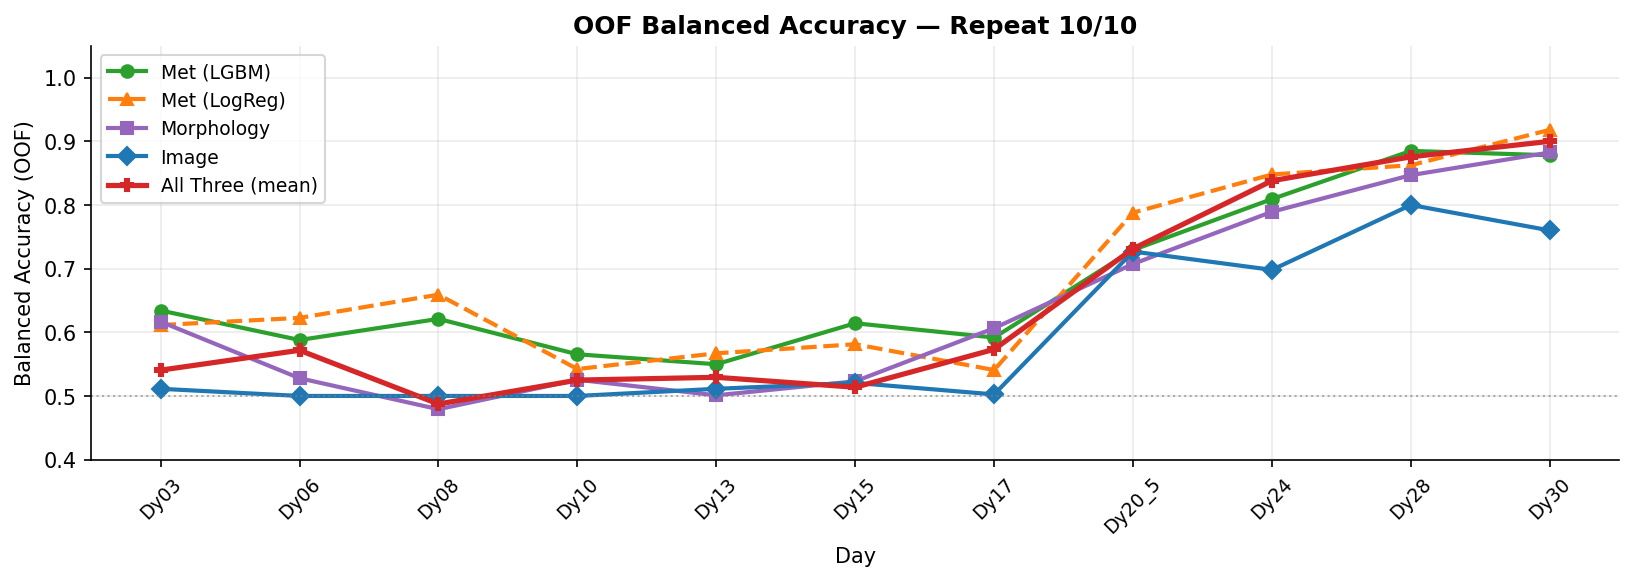 OOF Balanced Accuracy — Repeat 10/10
Met (LGBM)
Met (LogReg)
Morphology
Image
All Three (mean)
Balanced Accuracy (OOF)
1.0
0.9
0.8
0.7
0.6
0.5
0.4
Dy03
Dy06
Dy08
Dy10
Dy13
Dy15
Dy17
Dy20_5
Dy24
Dy28
Dy30
Day